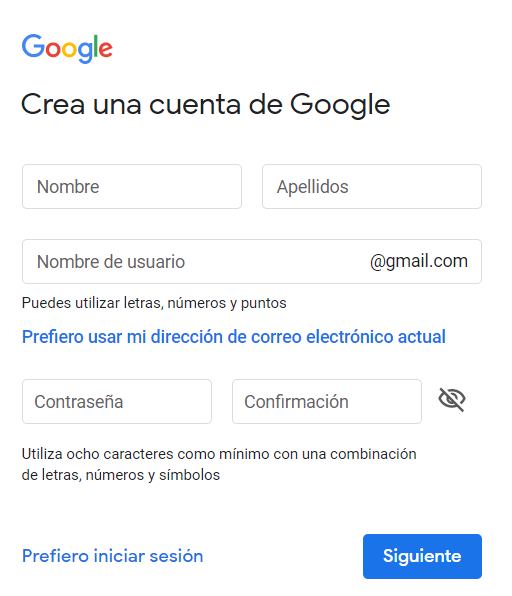 Google
Crea una cuenta de Google
Nombre Apellidos
Nombre de usuario @gmail.com
Puedes utilizar letras, números y puntos
Prefiero usar mi dirección de correo electrónico actual
Contraseña Confirmación
Utiliza ocho caracteres como mínimo con una combinación
de letras, números y símbolos
Prefiero iniciar sesión Siguiente